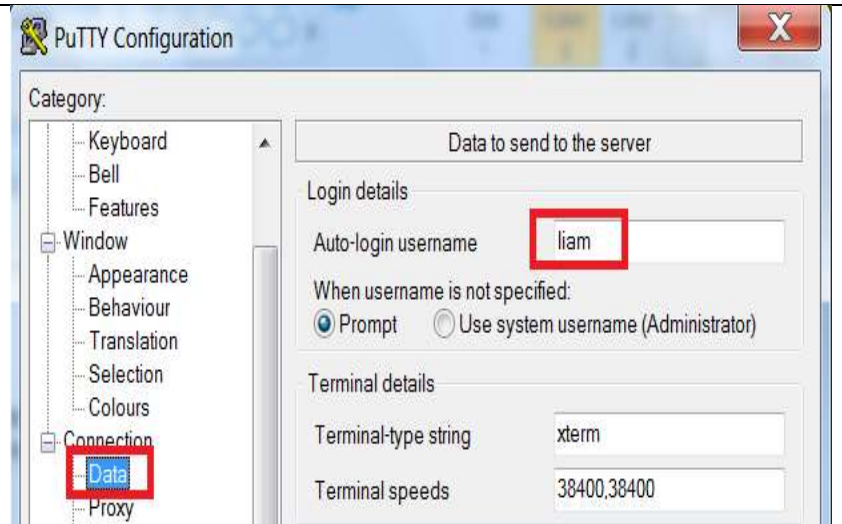 PuTTY Configuration
X
Category:
Keyboard
Bell
Features
Window
Appearance
Behaviour
Translation
Selection
Colours
Connection
Data
Proxy
Data to send to the server
Login details
Auto-login username liam
When username is not specified:
Prompt Use system username (Administrator)
Terminal details
Terminal-type string xterm
Terminal speeds 38400,38400